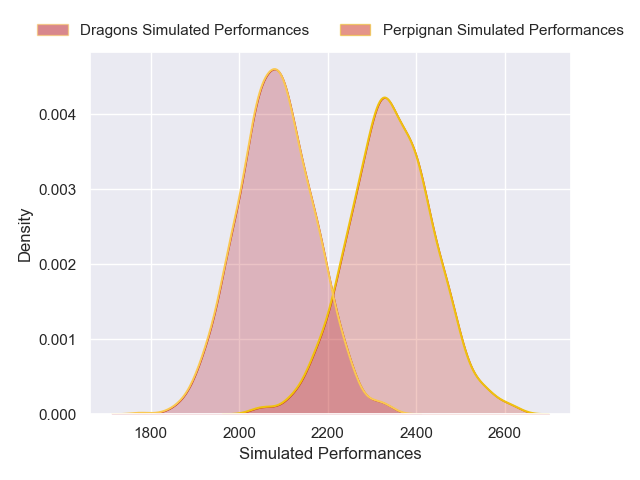 Dragons Simulated Performances
Perpignan Simulated Performances
0.004
0.003
0.002
0.001
0.000
Density
1800
2000
2200
2400
2600
Simulated Performances